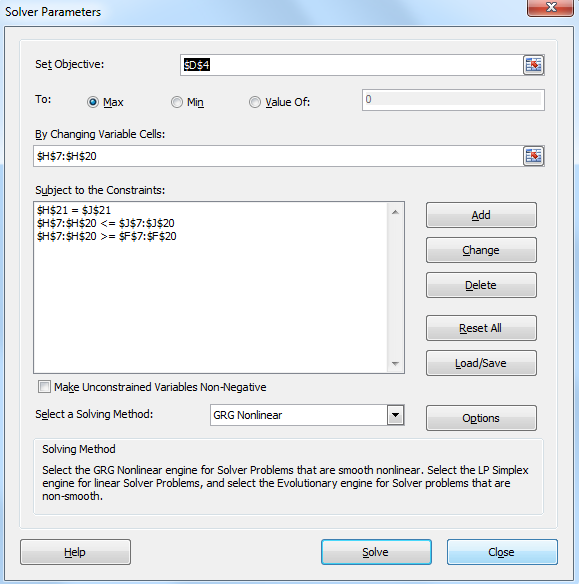 Solver Parameters
Set Objective:
$D$4
To:
Max
Min
Value Of:
0
By Changing Variable Cells:
$H$7:$H$20
Subject to the Constraints:
$H$21 = $J$21
$H$7:$H$20 <= $J$7:$J$20
$H$7:$H$20 >= $F$7:$F$20
Add
Change
Delete
Reset All
Load/Save
Make Unconstrained Variables Non-Negative
Select a Solving Method:
GRG Nonlinear
Options
Solving Method
Select the GRG Nonlinear engine for Solver Problems that are smooth nonlinear. Select the LP Simplex
engine for linear Solver Problems, and select the Evolutionary engine for Solver problems that are
non-smooth.
Help
Solve
Close